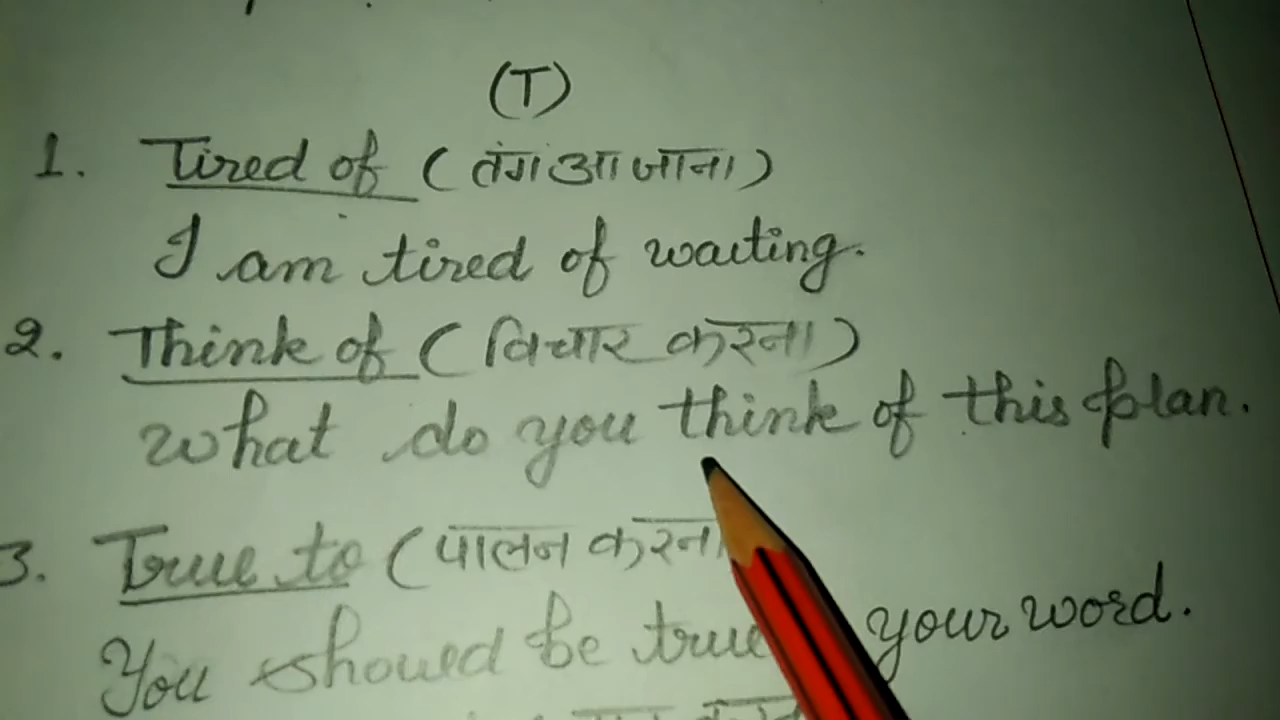 (T)
1. Tired of (तंग आ जाना)
I am tired of waiting.
2. Think of (विचार करना)
What do you think of this plan.
3. True to (पालन करना
You should be true your word.